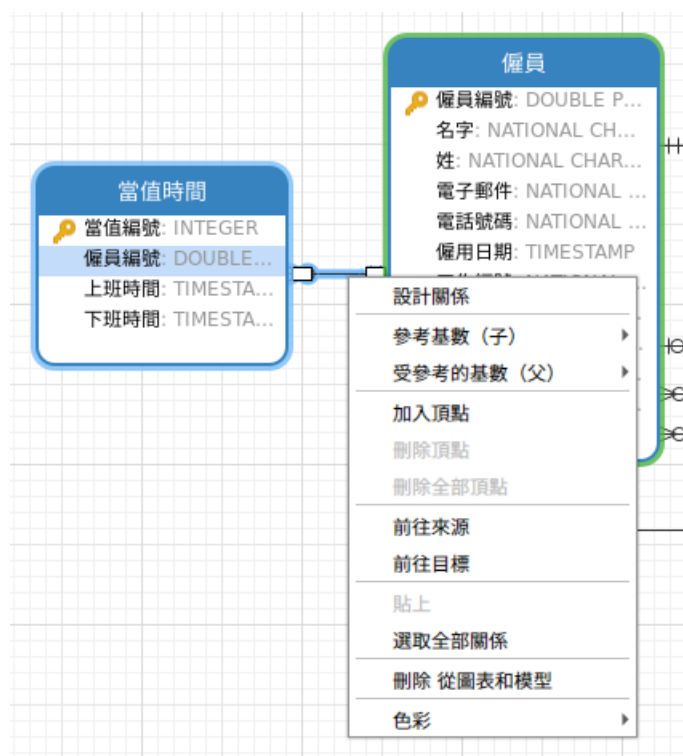 僱員
僱員編號: DOUBLE P...
名字: NATIONAL CH...
姓: NATIONAL CHAR...
電子郵件: NATIONAL ...
電話號碼: NATIONAL ...
僱用日期: TIMESTAMP
當值時間
當值編號: INTEGER
僱員編號: DOUBLE...
上班時間: TIMESTA...
下班時間: TIMESTA...
設計關係
參考基數（子）
受參考的基數（父）
加入頂點
刪除頂點
刪除全部頂點
前往來源
前往目標
貼上
選取全部關係
刪除 從圖表和模型
色彩